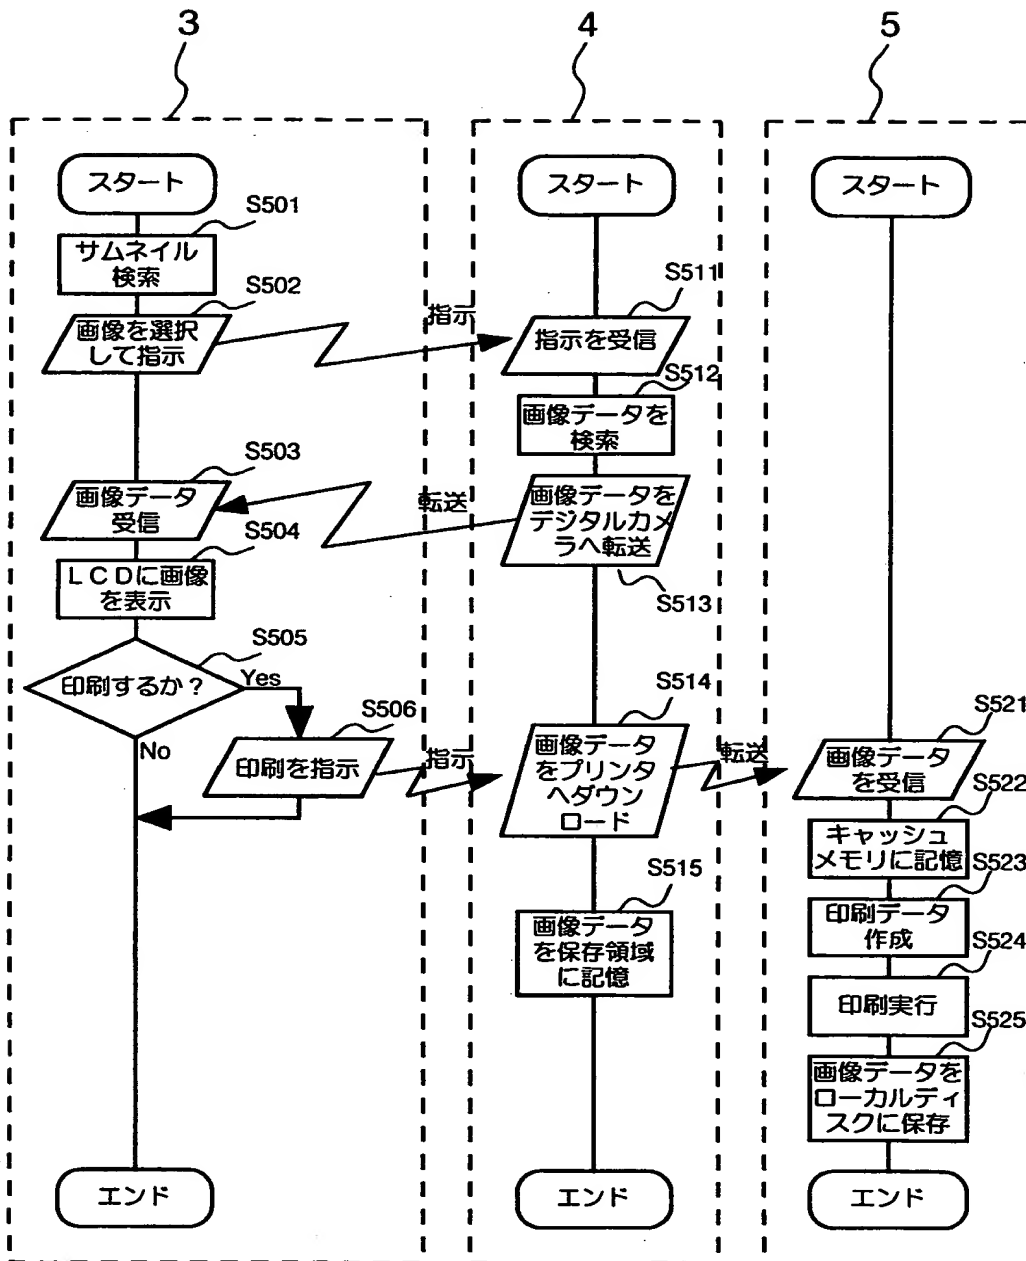 3
4
5
スタート
S501
サムネイル
検索
S502
画像を選択
して指示
指示
S503
画像データ
受信
S504
LCDに画像
を表示
S505
印刷するか?
Yes
No
S506
印刷を指示
指示
エンド
スタート
S511
指示を受信
S512
画像データを
検索
転送
画像データを
デジタルカメ
ラへ転送
S513
S514
画像データ
をプリンタ
へダウン
ロード
転送
S515
画像データ
を保存領域
に記憶
エンド
スタート
S521
画像データ
を受信
S522
キャッシュ
メモリに記憶
S523
印刷データ
作成
S524
印刷実行
S525
画像データを
ローカルディ
スクに保存
エンド